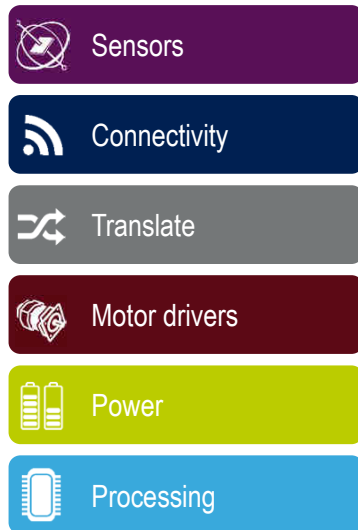 Sensors
Connectivity
Translate
Motor drivers
Power
Processing